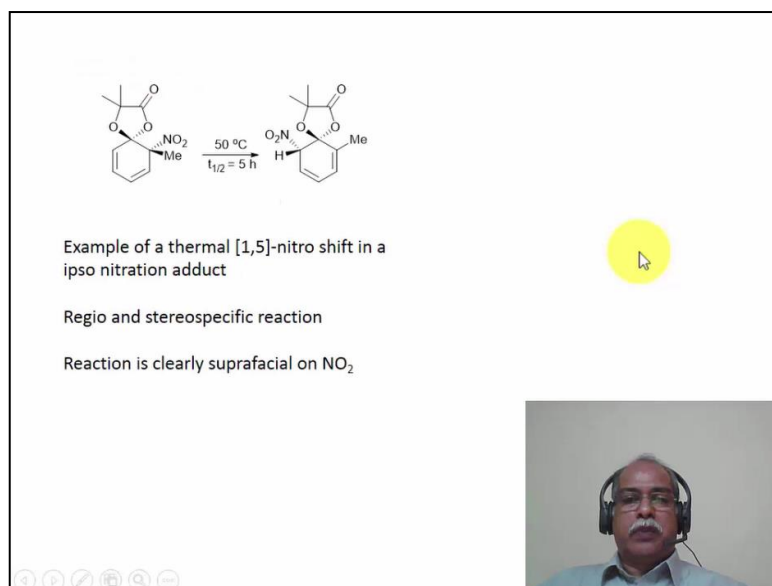 O
O
O
NO₂
Me
50 ºC
t₁/₂ = 5 h
O
O
O
O₂N
H
Me
Example of a thermal [1,5]-nitro shift in a
ipso nitration adduct
Regio and stereospecific reaction
Reaction is clearly suprafacial on NO₂